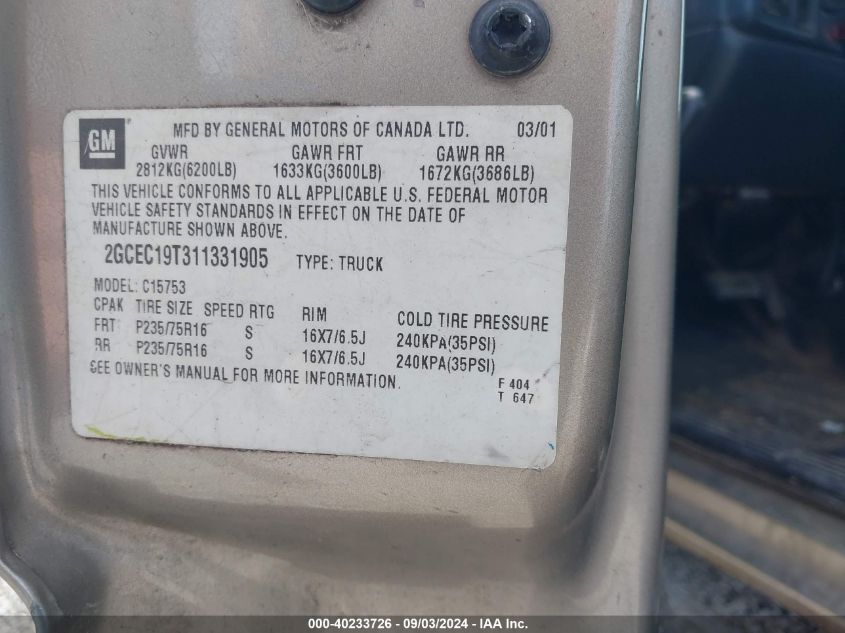 GM MFD BY GENERAL MOTORS OF CANADA LTD. 03/01
GVWR GAWR FRT GAWR RR
2812KG(6200LB) 1633KG(3600LB) 1672KG(3686LB)
THIS VEHICLE CONFORMS TO ALL APPLICABLE U.S. FEDERAL MOTOR
VEHICLE SAFETY STANDARDS IN EFFECT ON THE DATE OF
MANUFACTURE SHOWN ABOVE.
2GCEC19T311331905 TYPE: TRUCK
MODEL: C15753
CPAK TIRE SIZE SPEED RTG RIM COLD TIRE PRESSURE
FRT P235/75R16 S 16X7/6.5J 240KPA(35PSI)
RR P235/75R16 S 16X7/6.5J 240KPA(35PSI)
SEE OWNER'S MANUAL FOR MORE INFORMATION.
F 404
T 647
000-40233726 - 09/03/2024 - IAA Inc.